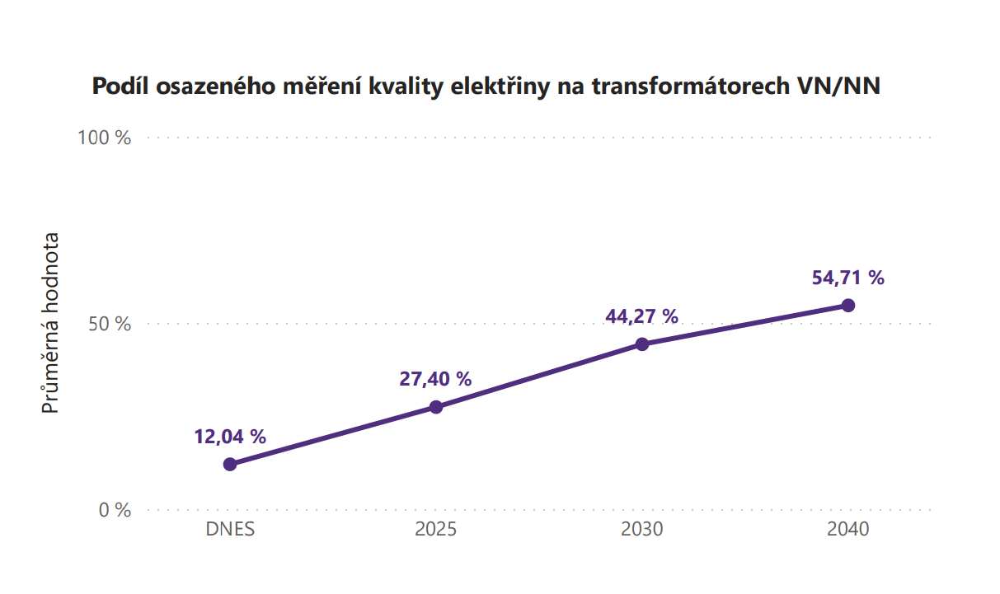 Podíl osazeného měření kvality elektřiny na transformátorech VN/NN
100 %
Průměrná hodnota
54,71 %
50 %
44,27 %
27,40 %
12,04 %
0 %
DNES 2025 2030 2040